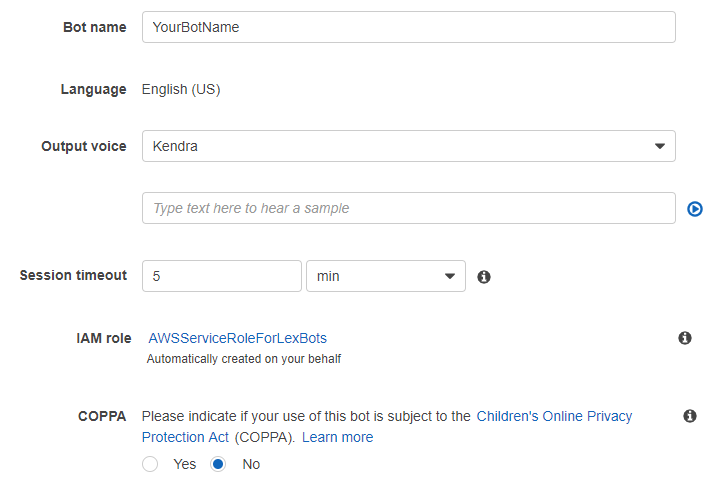 Bot name YourBotName
Language English (US)
Output voice Kendra
Type text here to hear a sample
Session timeout 5 min
IAM role AWSServiceRoleForLexBots
Automatically created on your behalf
COPPA Please indicate if your use of this bot is subject to the Children's Online Privacy
Protection Act (COPPA). Learn more
Yes No